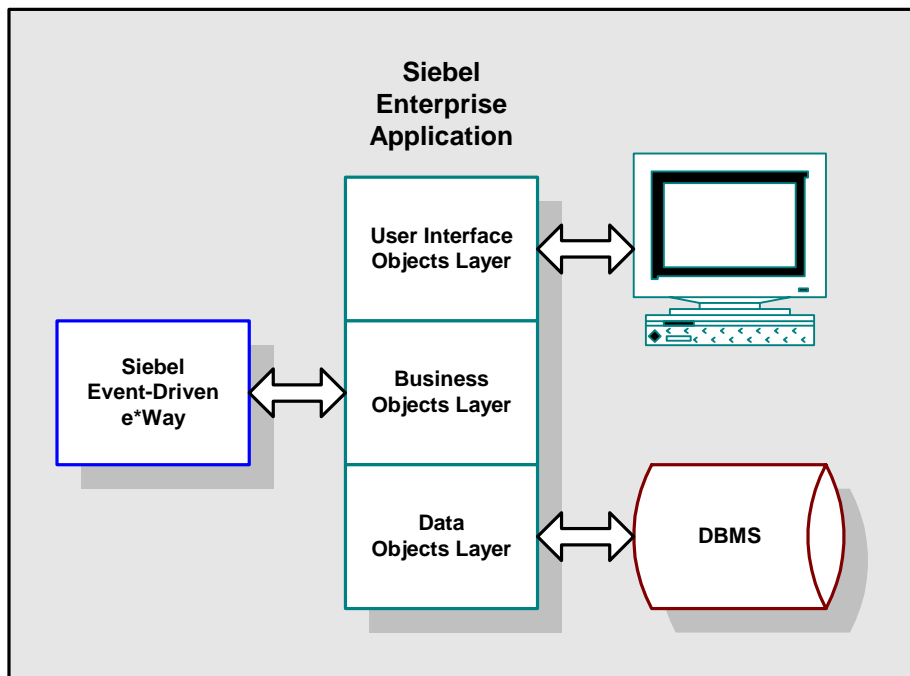 Siebel
Enterprise
Application
User Interface
Objects Layer
Siebel
Event-Driven
e*Way
Business
Objects Layer
Data
Objects Layer
DBMS